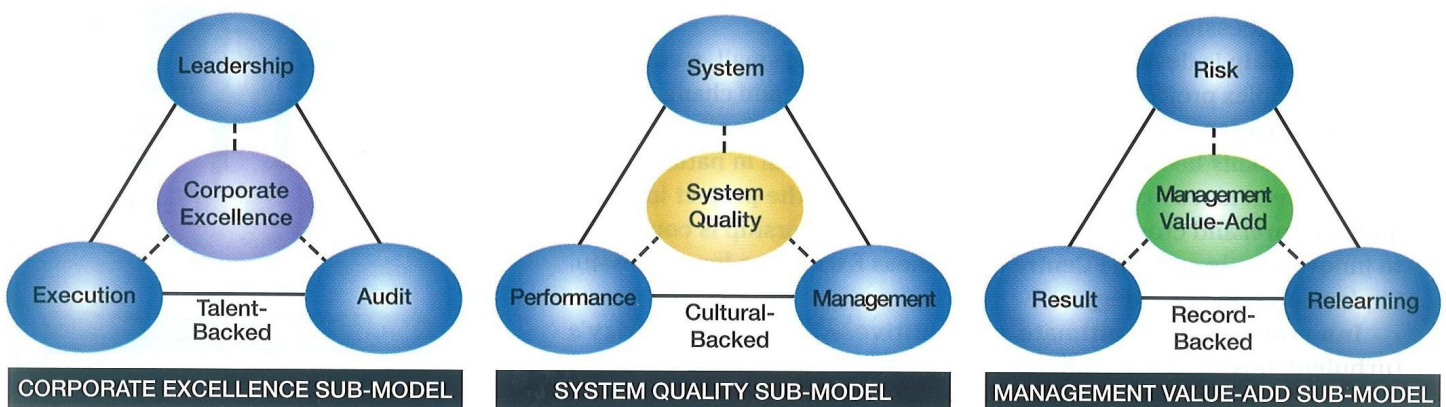 Leadership
Corporate
Excellence
Execution
Audit
Talent-
Backed
CORPORATE EXCELLENCE SUB-MODEL
System
System
Quality
Performance
Management
Cultural-
Backed
SYSTEM QUALITY SUB-MODEL
Risk
Management
Value-Add
Result
Relearning
Record-
Backed
MANAGEMENT VALUE-ADD SUB-MODEL